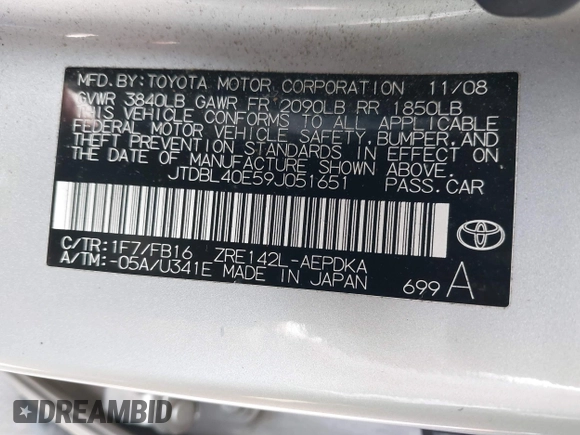 MFD. BY: TOYOTA MOTOR CORPORATION 11/08
GVWR 3840LB GAWR FR 2090LB RR 1850LB
THIS VEHICLE CONFORMS TO ALL APPLICABLE
FEDERAL MOTOR VEHICLE SAFETY, BUMPER, AND
THEFT PREVENTION STANDARDS IN EFFECT ON
THE DATE OF MANUFACTURE SHOWN ABOVE.
JTDBL40E59J051651 PASS. CAR
C/TR: 1F7/FB16 ZRE142L-AEPDKA
A/TM: -05A/U341E MADE IN JAPAN
699 A
DREAMBID